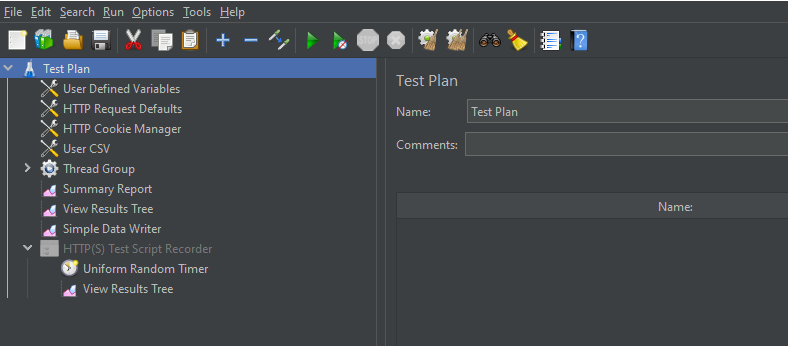 File Edit Search Run Options Tools Help
STOP
Test Plan
User Defined Variables
HTTP Request Defaults
HTTP Cookie Manager
User CSV
Thread Group
Summary Report
View Results Tree
Simple Data Writer
HTTP(S) Test Script Recorder
Uniform Random Timer
View Results Tree
Test Plan
Name: Test Plan
Comments:
Name: